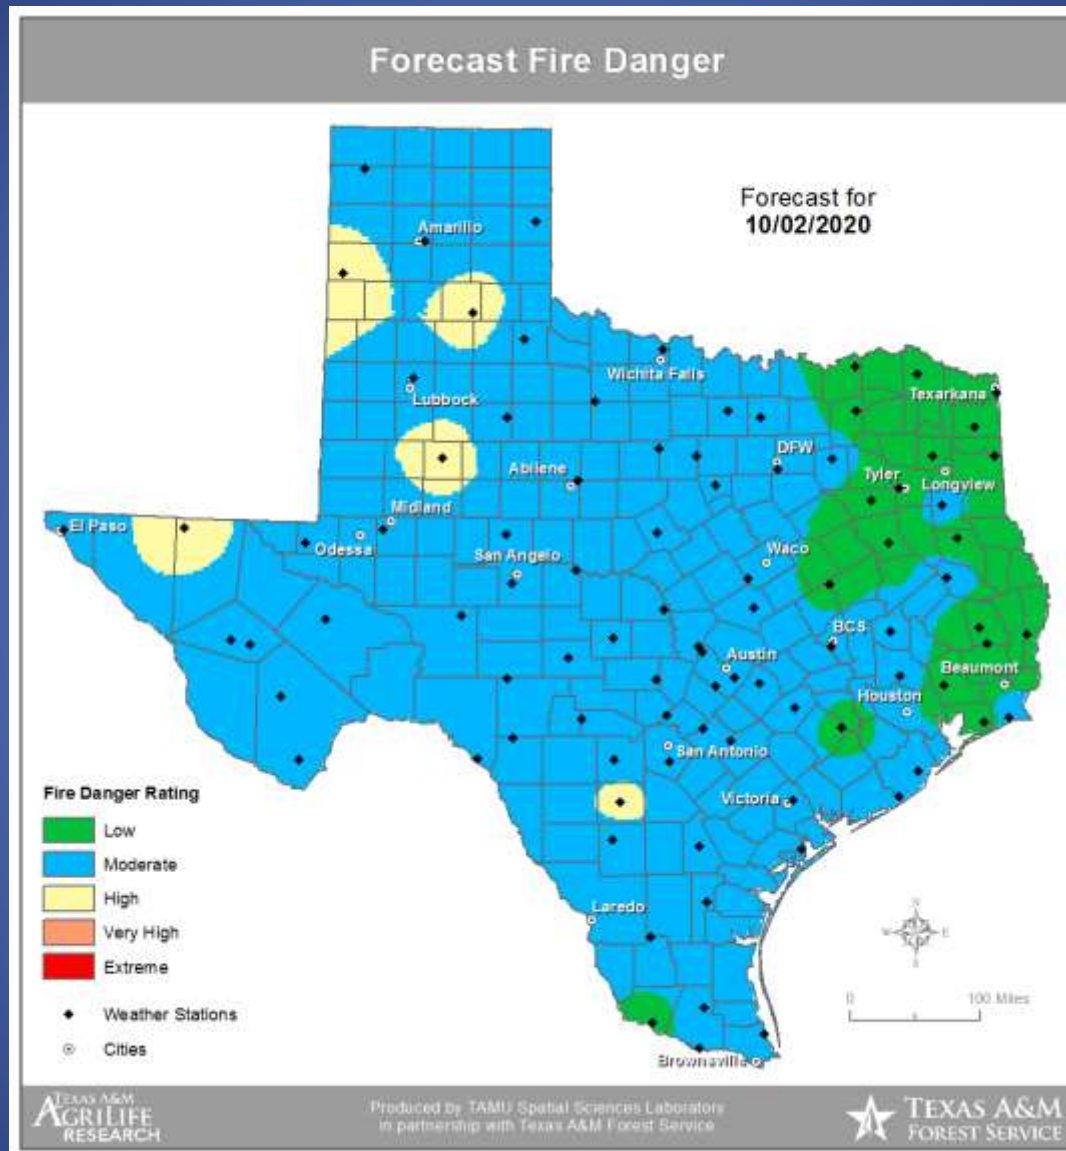 Forecast Fire Danger
Forecast for
10/02/2020
Amarillo
Wichita Falls
Texarkana
Lubbock
DFW
Abilene
Tyler
Longview
Midland
El Paso
Odessa
San Angelo
Waco
BCS
Austin
Beaumont
Houston
San Antonio
Victoria
Laredo
Brownsville
Fire Danger Rating
Low
Moderate
High
Very High
Extreme
Weather Stations
Cities
N
W E
S
0 100 Miles
TEXAS A&M
AGRILIFE
RESEARCH
Produced by TAMU Spatial Sciences Laboratory
in partnership with Texas A&M Forest Service
TEXAS A&M
FOREST SERVICE